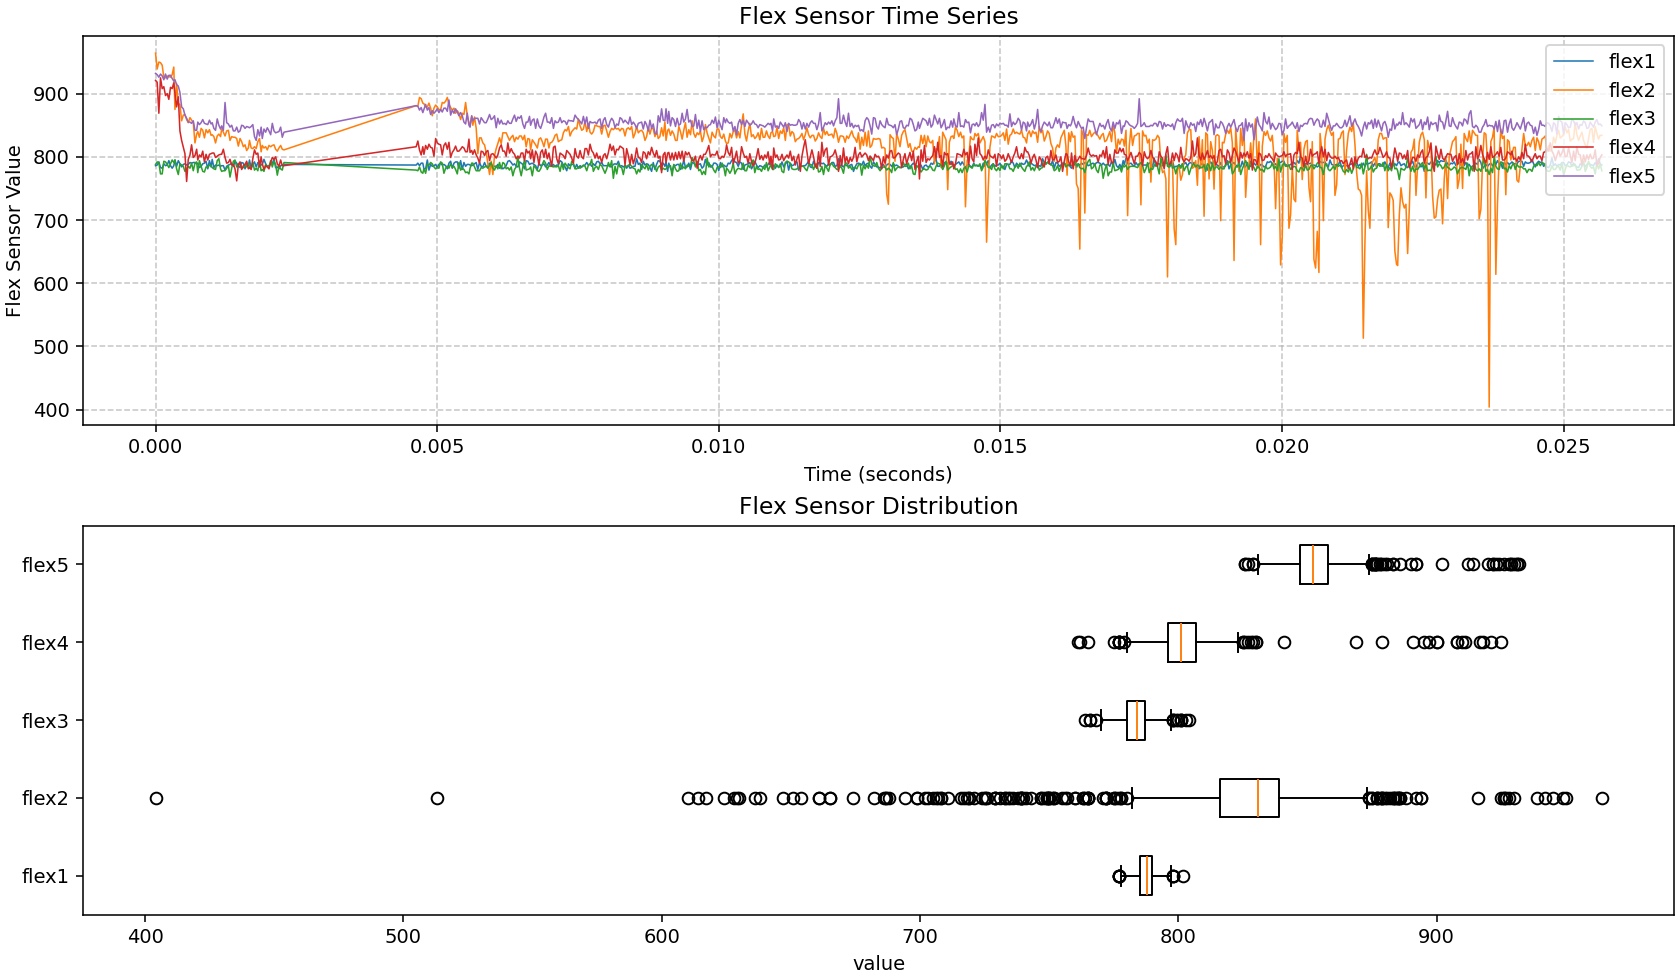 Flex Sensor Time Series
Flex Sensor Value
900
800
700
600
500
400
flex1
flex2
flex3
flex4
flex5
0.000 0.005 0.010 0.015 0.020 0.025
Time (seconds)
Flex Sensor Distribution
flex5
flex4
flex3
flex2
flex1
400 500 600 700 800 900
value